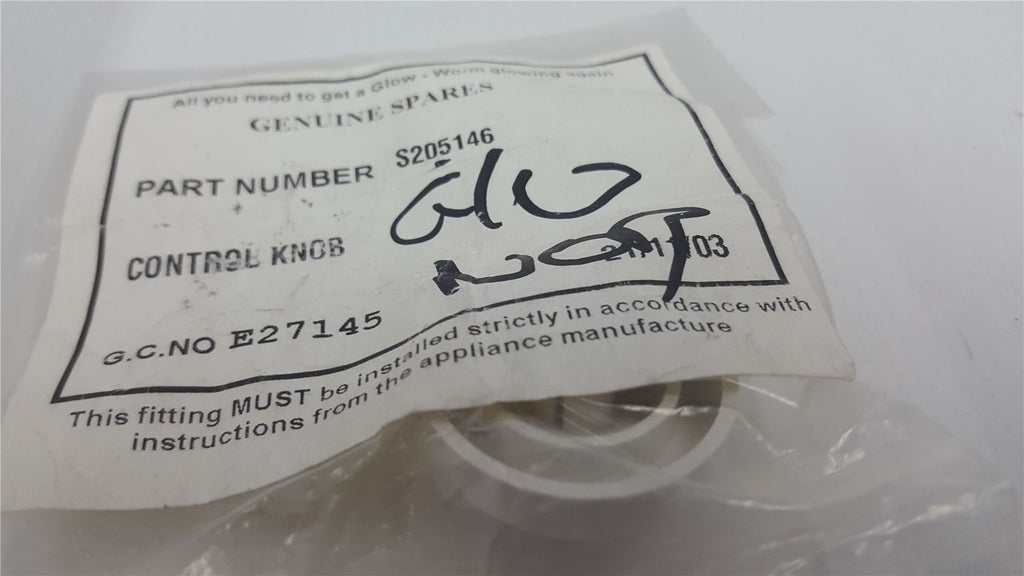 All you need to get a Glow - Worm glowing again
GENUINE SPARES
PART NUMBER S205146
CONTROL KNOB
G.C.NO E27145
This fitting MUST be installed strictly in accordance with
instructions from the appliance manufacture